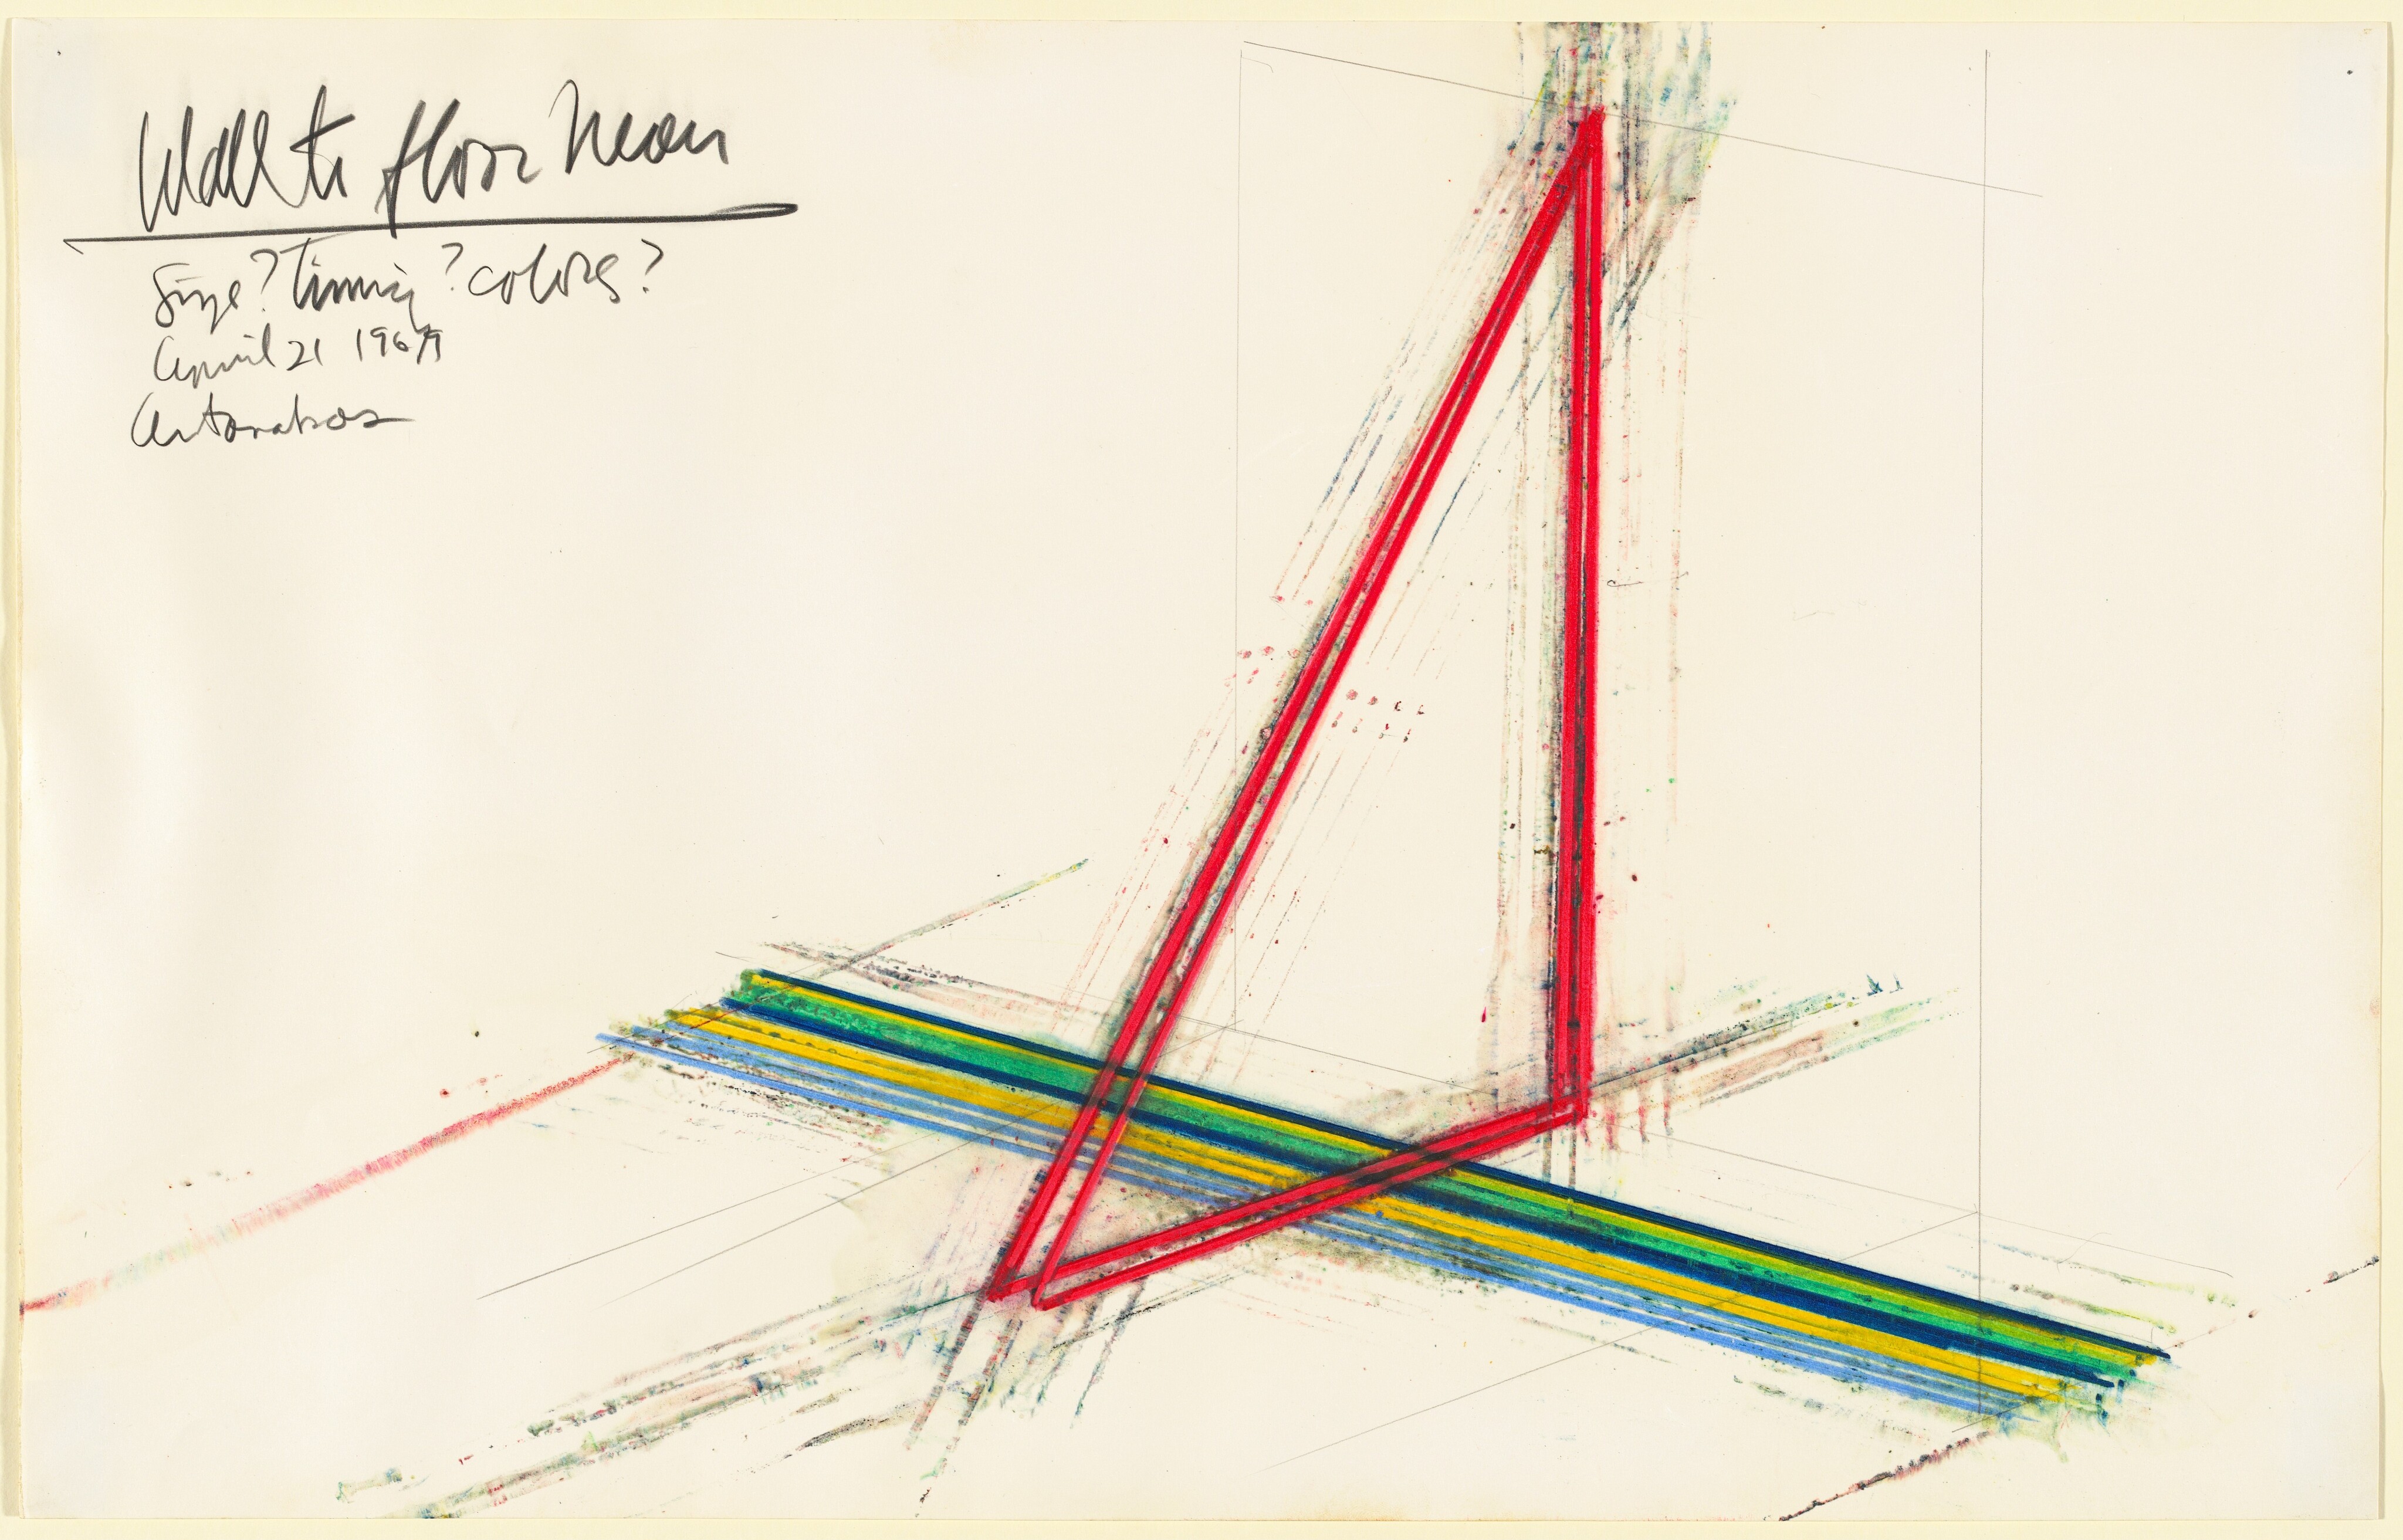 Wall to floor Neon
Size? Timing? colors?
April 21 1969
Antonakos